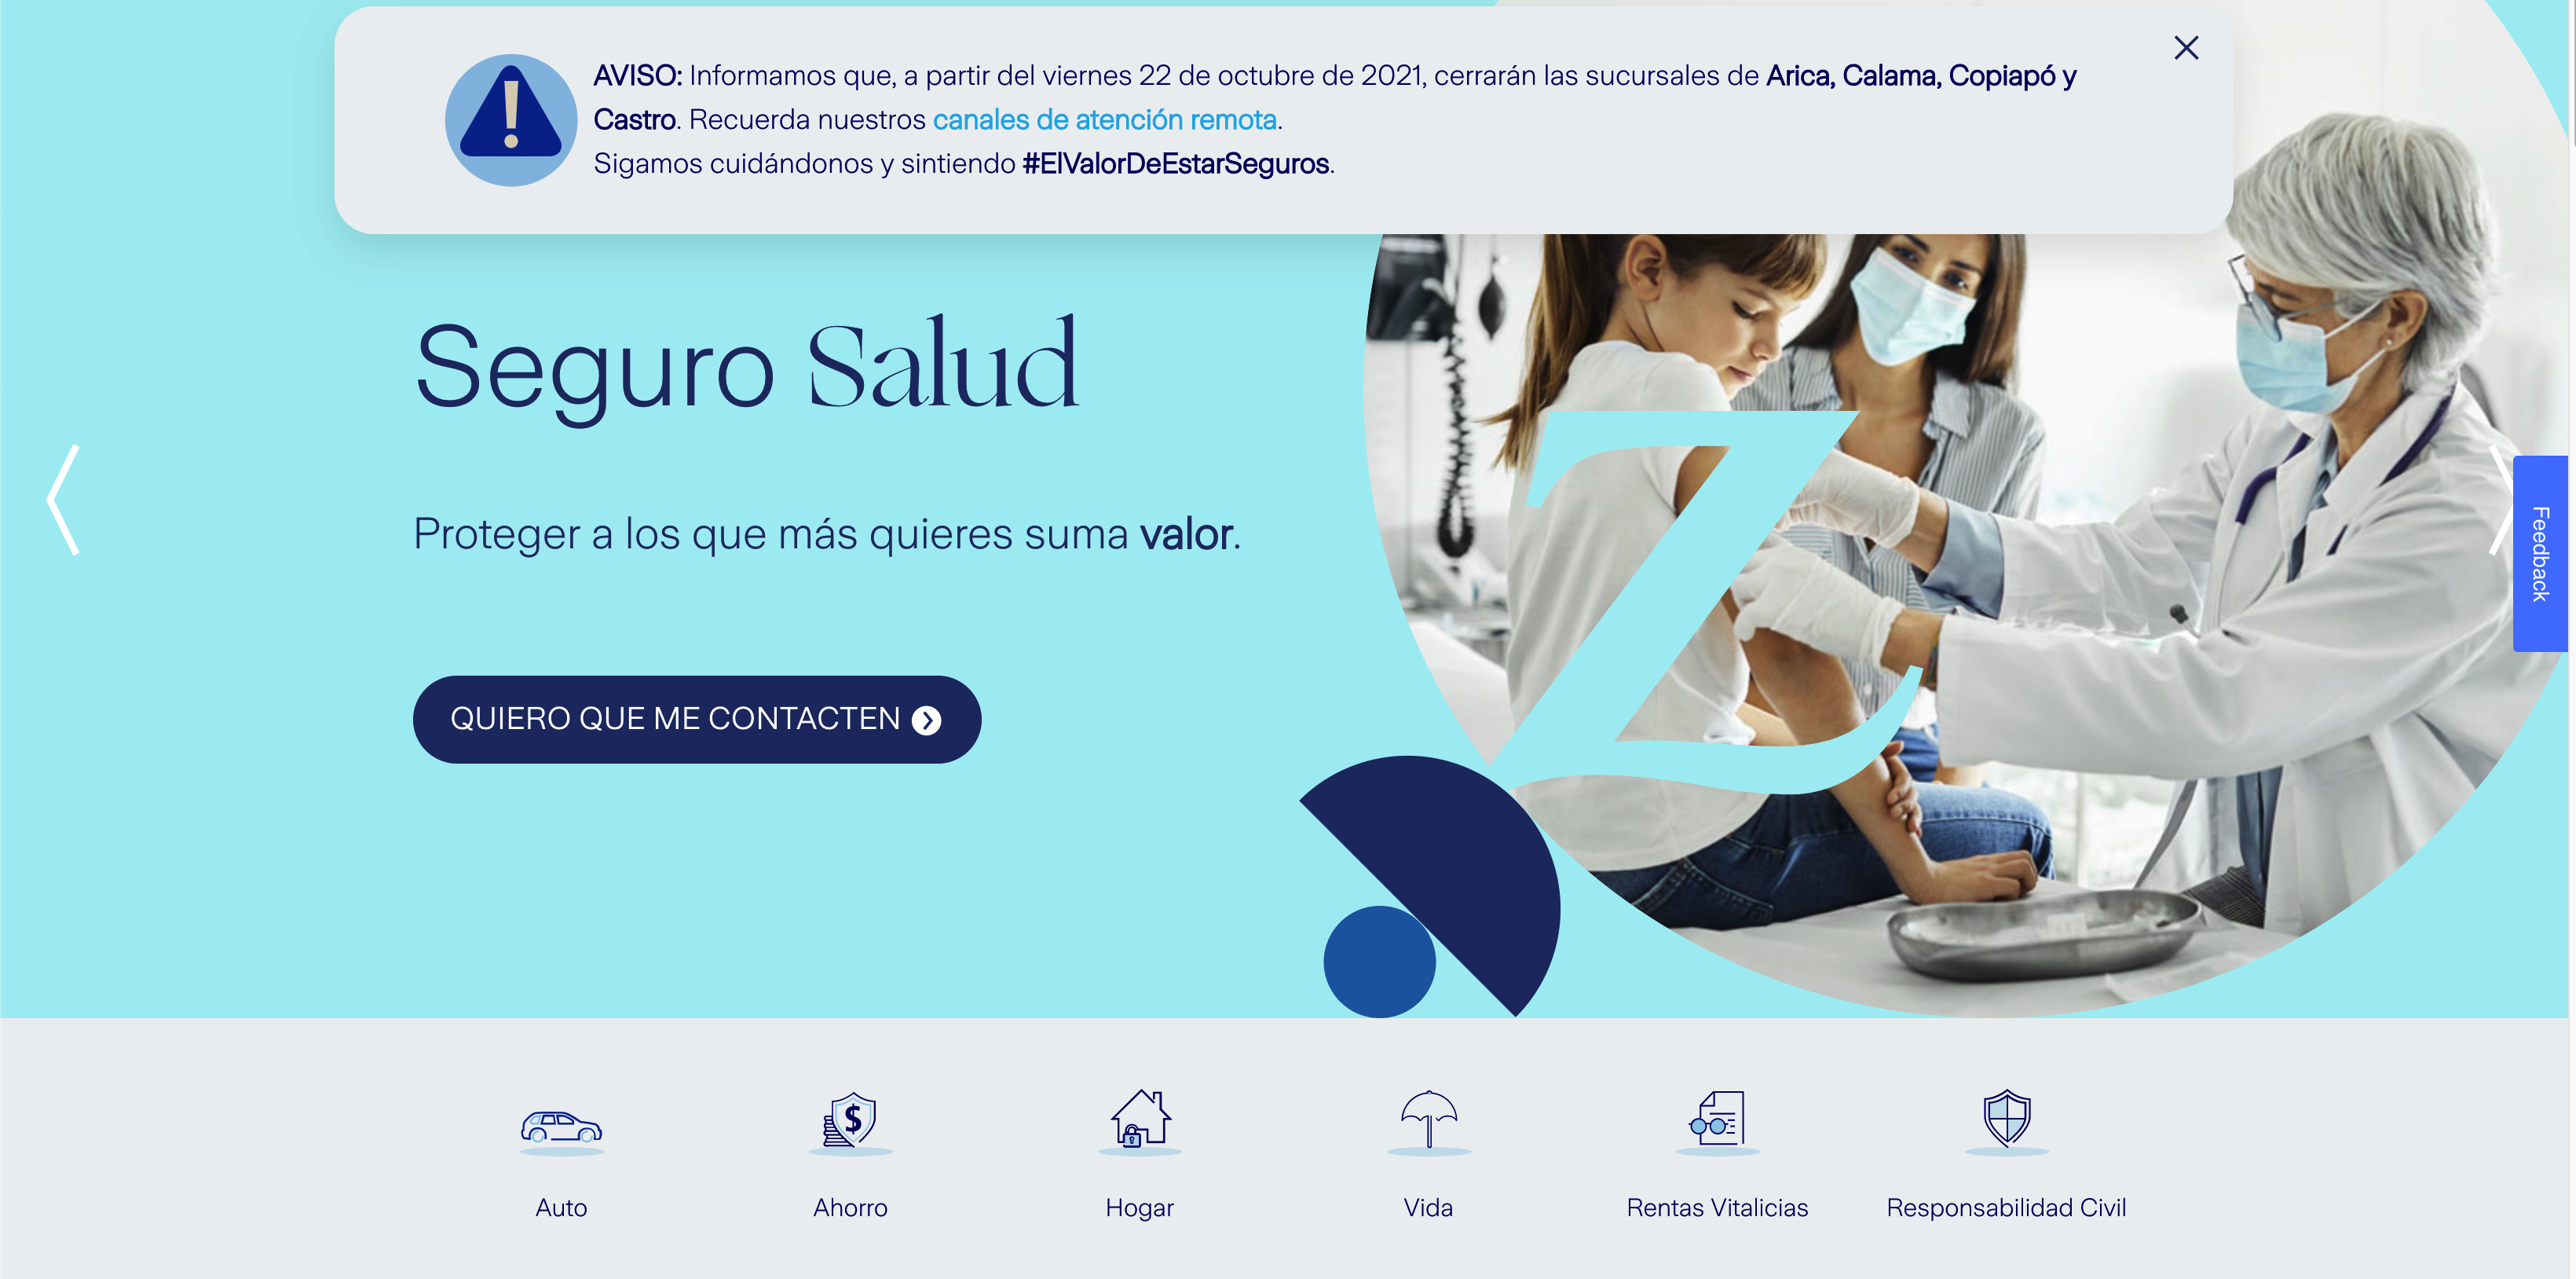 AVISO: Informamos que, a partir del viernes 22 de octubre de 2021, cerrarán las sucursales de Arica, Calama, Copiapó y
Castro. Recuerda nuestros canales de atención remota.
Sigamos cuidándonos y sintiendo #ElValorDeEstarSeguros.
Seguro Salud
Proteger a los que más quieres suma valor.
QUIERO QUE ME CONTACTEN
Z
Feedback
Auto
Ahorro
Hogar
Vida
Rentas Vitalicias
Responsabilidad Civil